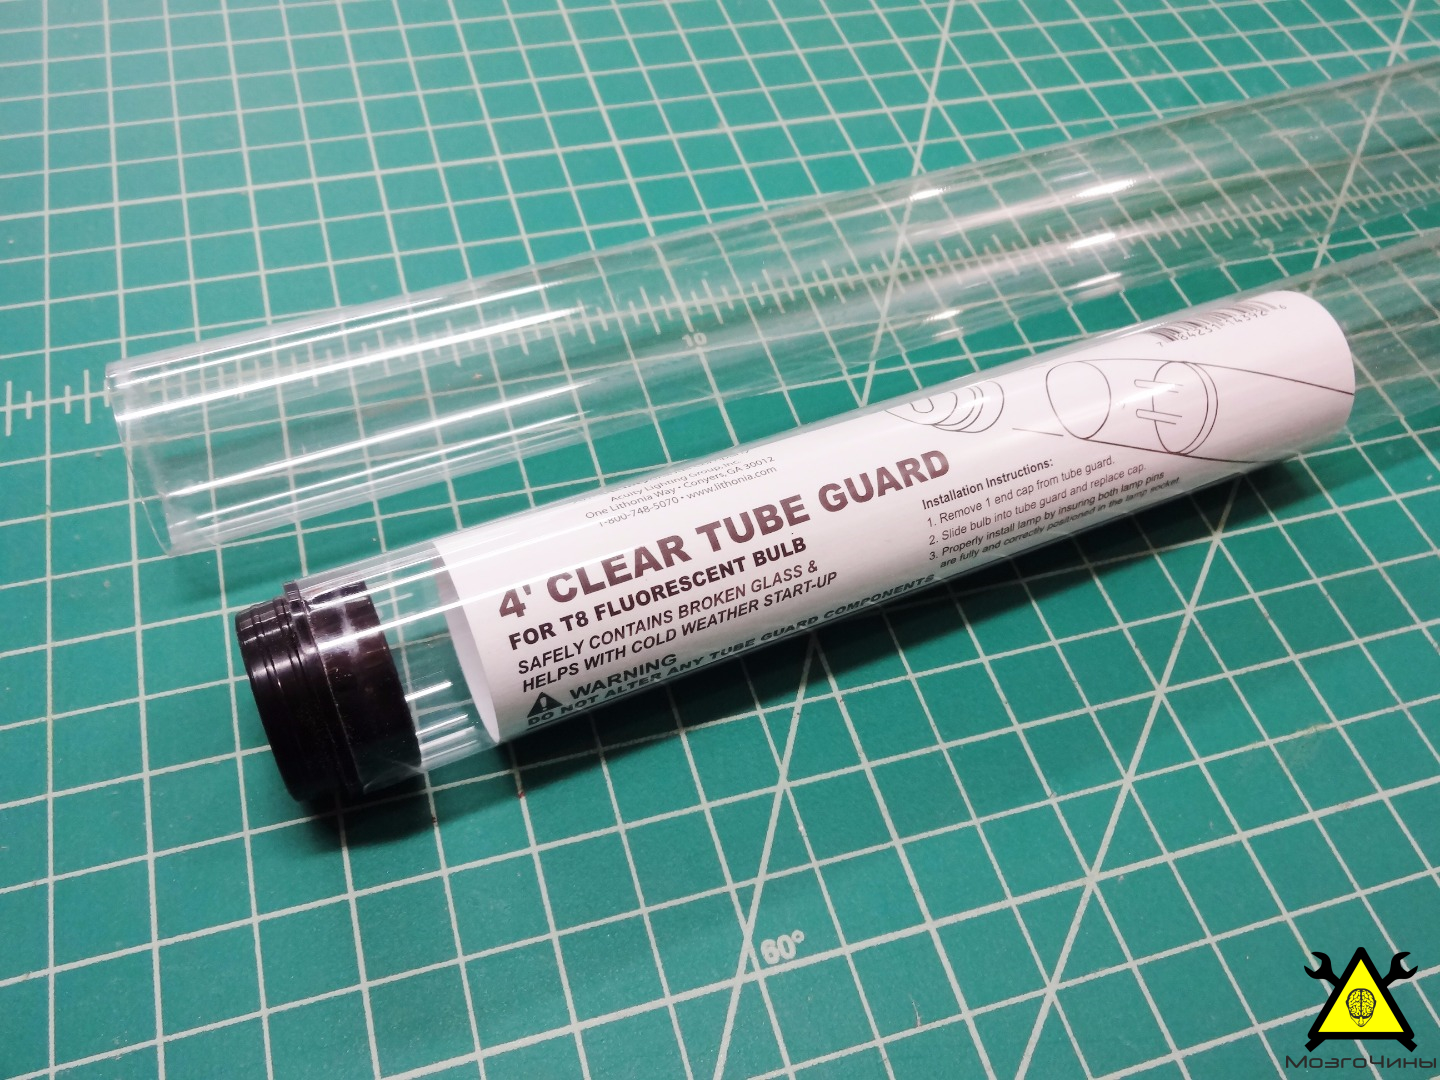 10
Acuity Lighting Group, Inc.
One Lithonia Way • Conyers, GA 30012
1-800-748-5070 • www.lithonia.com
4' CLEAR TUBE GUARD
FOR T8 FLUORESCENT BULB
SAFELY CONTAINS BROKEN GLASS &
HELPS WITH COLD WEATHER START-UP
WARNING
DO NOT ALTER ANY TUBE GUARD COMPONENTS
Installation Instructions:
1. Remove 1 end cap from tube guard.
2. Slide bulb into tube guard and replace cap.
3. Properly install lamp by insuring both lamp pins
are fully and correctly positioned in the lamp socket
7 84231 14392 6
60°
МозгоЧины